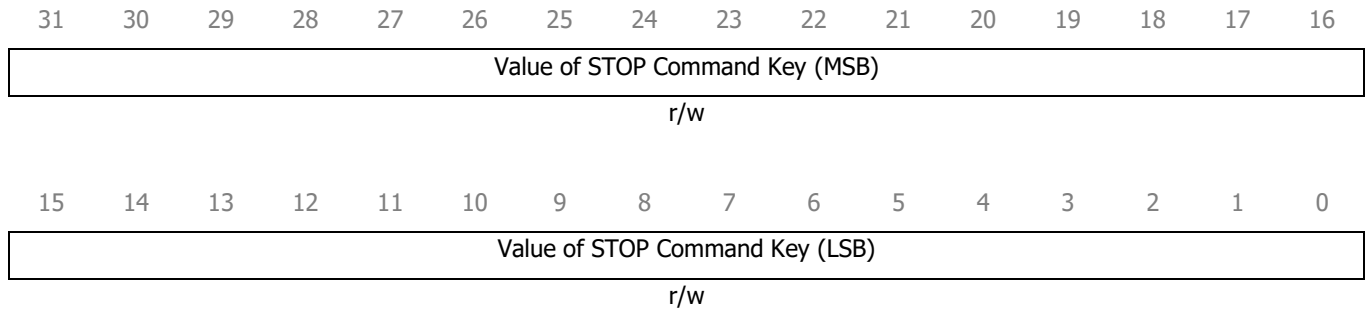 31 30 29 28 27 26 25 24 23 22 21 20 19 18 17 16
Value of STOP Command Key (MSB)
r/w
15 14 13 12 11 10 9 8 7 6 5 4 3 2 1 0
Value of STOP Command Key (LSB)
r/w